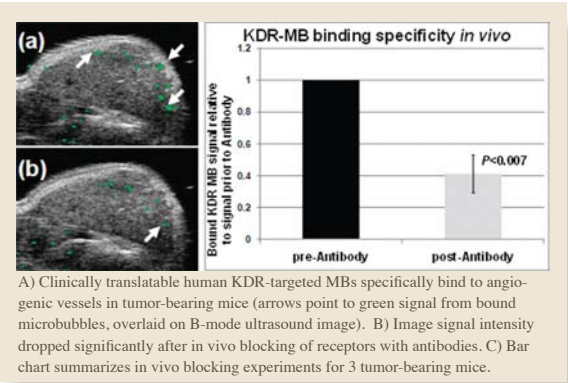 (a)
(b)
KDR-MB binding specificity in vivo
Bound KDR MB signal relative
to signal prior to Antibody
1.2
1
0.8
0.6
0.4
0.2
0
P<0.007
pre-Antibody
post-Antibody
A) Clinically translatable human KDR-targeted MBs specifically bind to angio-
genic vessels in tumor-bearing mice (arrows point to green signal from bound
microbubbles, overlaid on B-mode ultrasound image).  B) Image signal intensity
dropped significantly after in vivo blocking of receptors with antibodies. C) Bar
chart summarizes in vivo blocking experiments for 3 tumor-bearing mice.